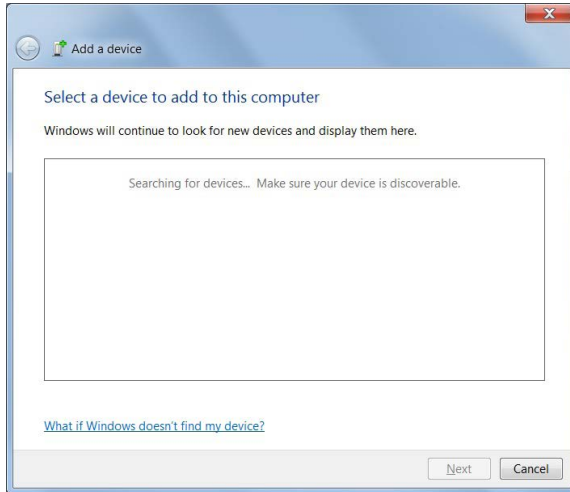 Add a device
Select a device to add to this computer
Windows will continue to look for new devices and display them here.
Searching for devices... Make sure your device is discoverable.
What if Windows doesn't find my device?
Next Cancel